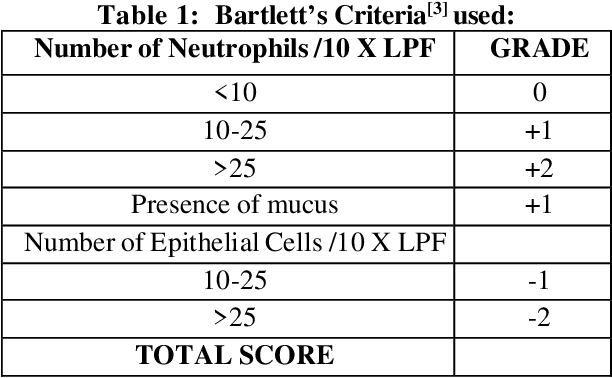 Table 1: Bartlett’s Criteria[3] used:
Number of Neutrophils /10 X LPF GRADE
<10 0
10-25 +1
>25 +2
Presence of mucus +1
Number of Epithelial Cells /10 X LPF
10-25 -1
>25 -2
TOTAL SCORE